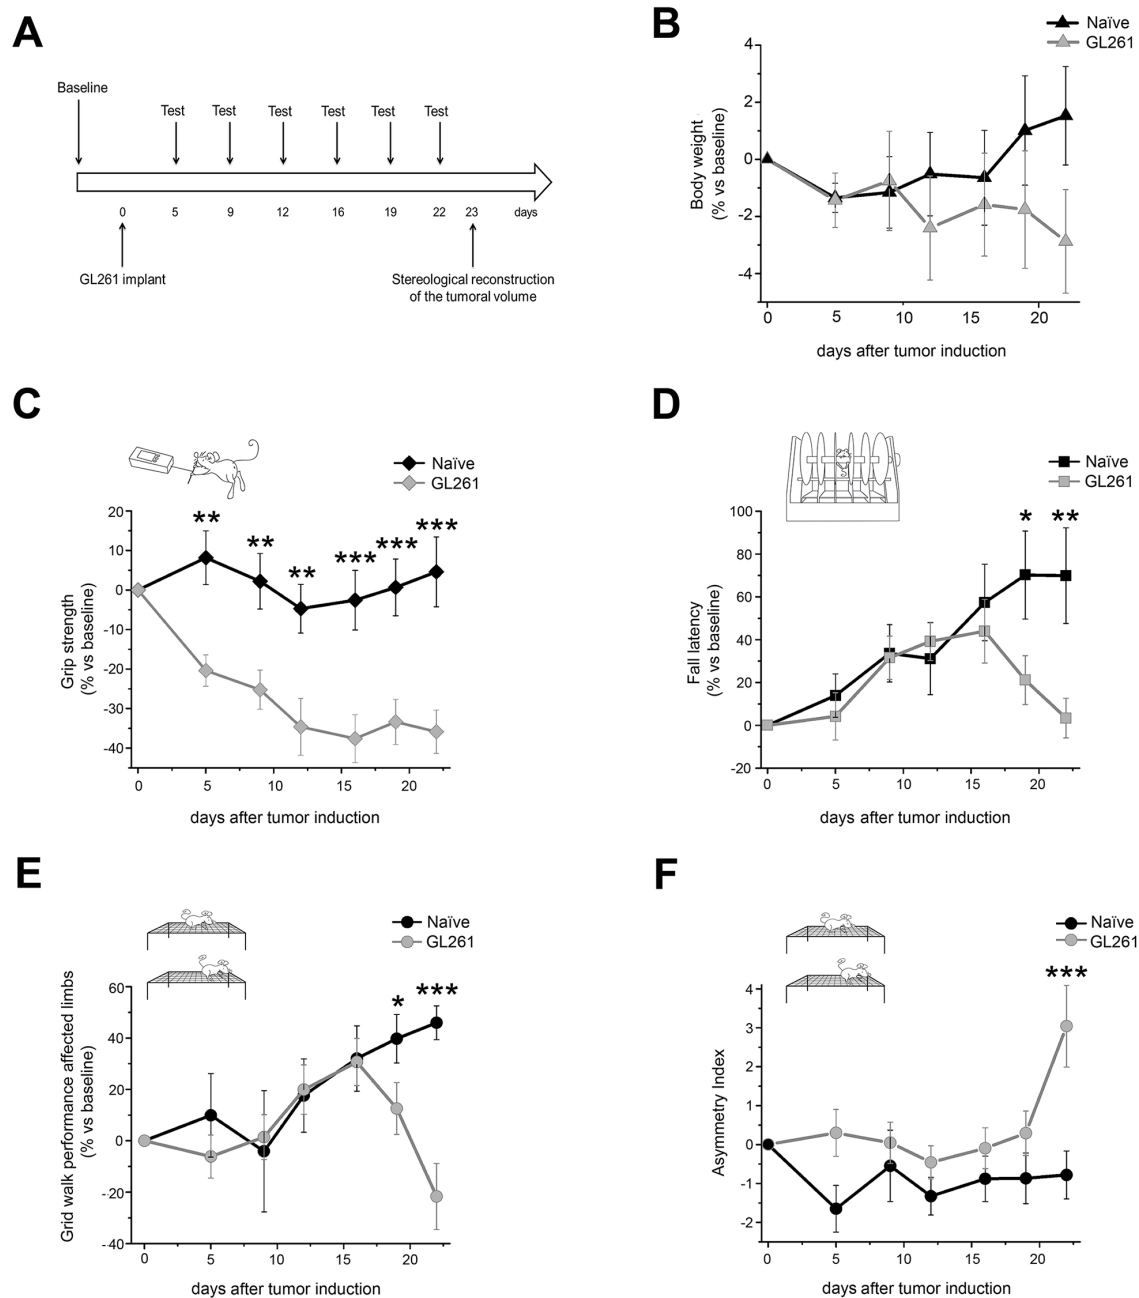 A
Baseline
Test Test Test Test Test Test
0 5 9 12 16 19 22 23 days
GL261 implant
Stereological reconstruction
of the tumoral volume
B
Naïve
GL261
Body weight
(% vs baseline)
4
2
0
-2
-4
0 5 10 15 20
days after tumor induction
C
Naïve
GL261
Grip strength
(% vs baseline)
20
10
0
-10
-20
-30
-40
** ** ** *** *** ***
0 5 10 15 20
days after tumor induction
D
Naïve
GL261
Fall latency
(% vs baseline)
100
80
60
40
20
0
-20
* **
0 5 10 15 20
days after tumor induction
E
Naïve
GL261
Grid walk performance affected limbs
(% vs baseline)
60
40
20
0
-20
-40
* ***
0 5 10 15 20
days after tumor induction
F
Naïve
GL261
Asymmetry Index
4
3
2
1
0
-1
-2
***
0 5 10 15 20
days after tumor induction